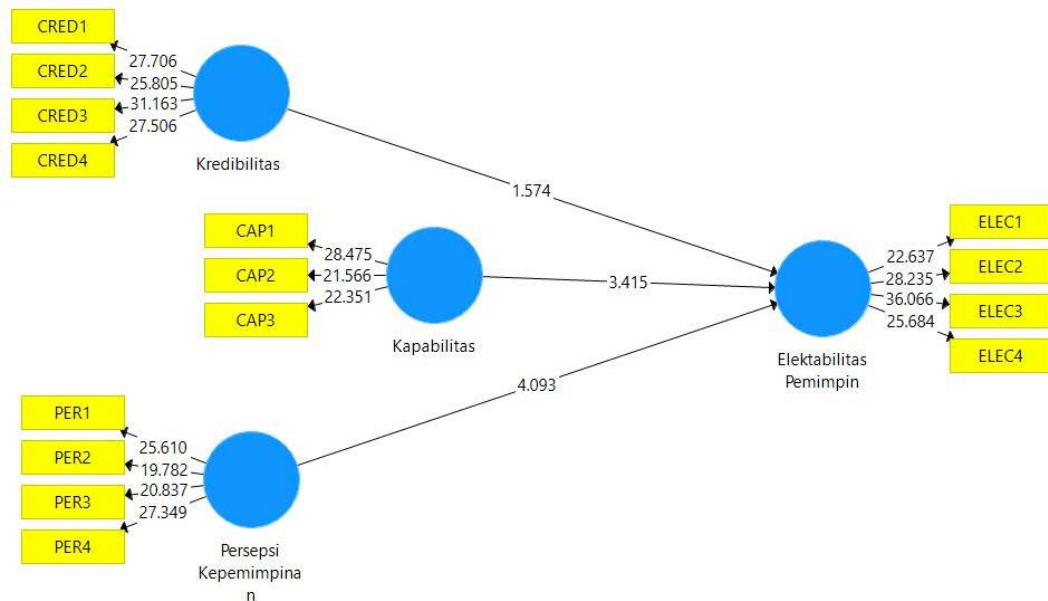 CRED1
CRED2
CRED3
CRED4
27.706
25.805
31.163
27.506
Kredibilitas
1.574
CAP1
CAP2
CAP3
28.475
21.566
22.351
Kapabilitas
3.415
PER1
PER2
PER3
PER4
25.610
19.782
20.837
27.349
Persepsi
Kepemimpina
n
4.093
Elektabilitas
Pemimpin
22.637
28.235
36.066
25.684
ELEC1
ELEC2
ELEC3
ELEC4